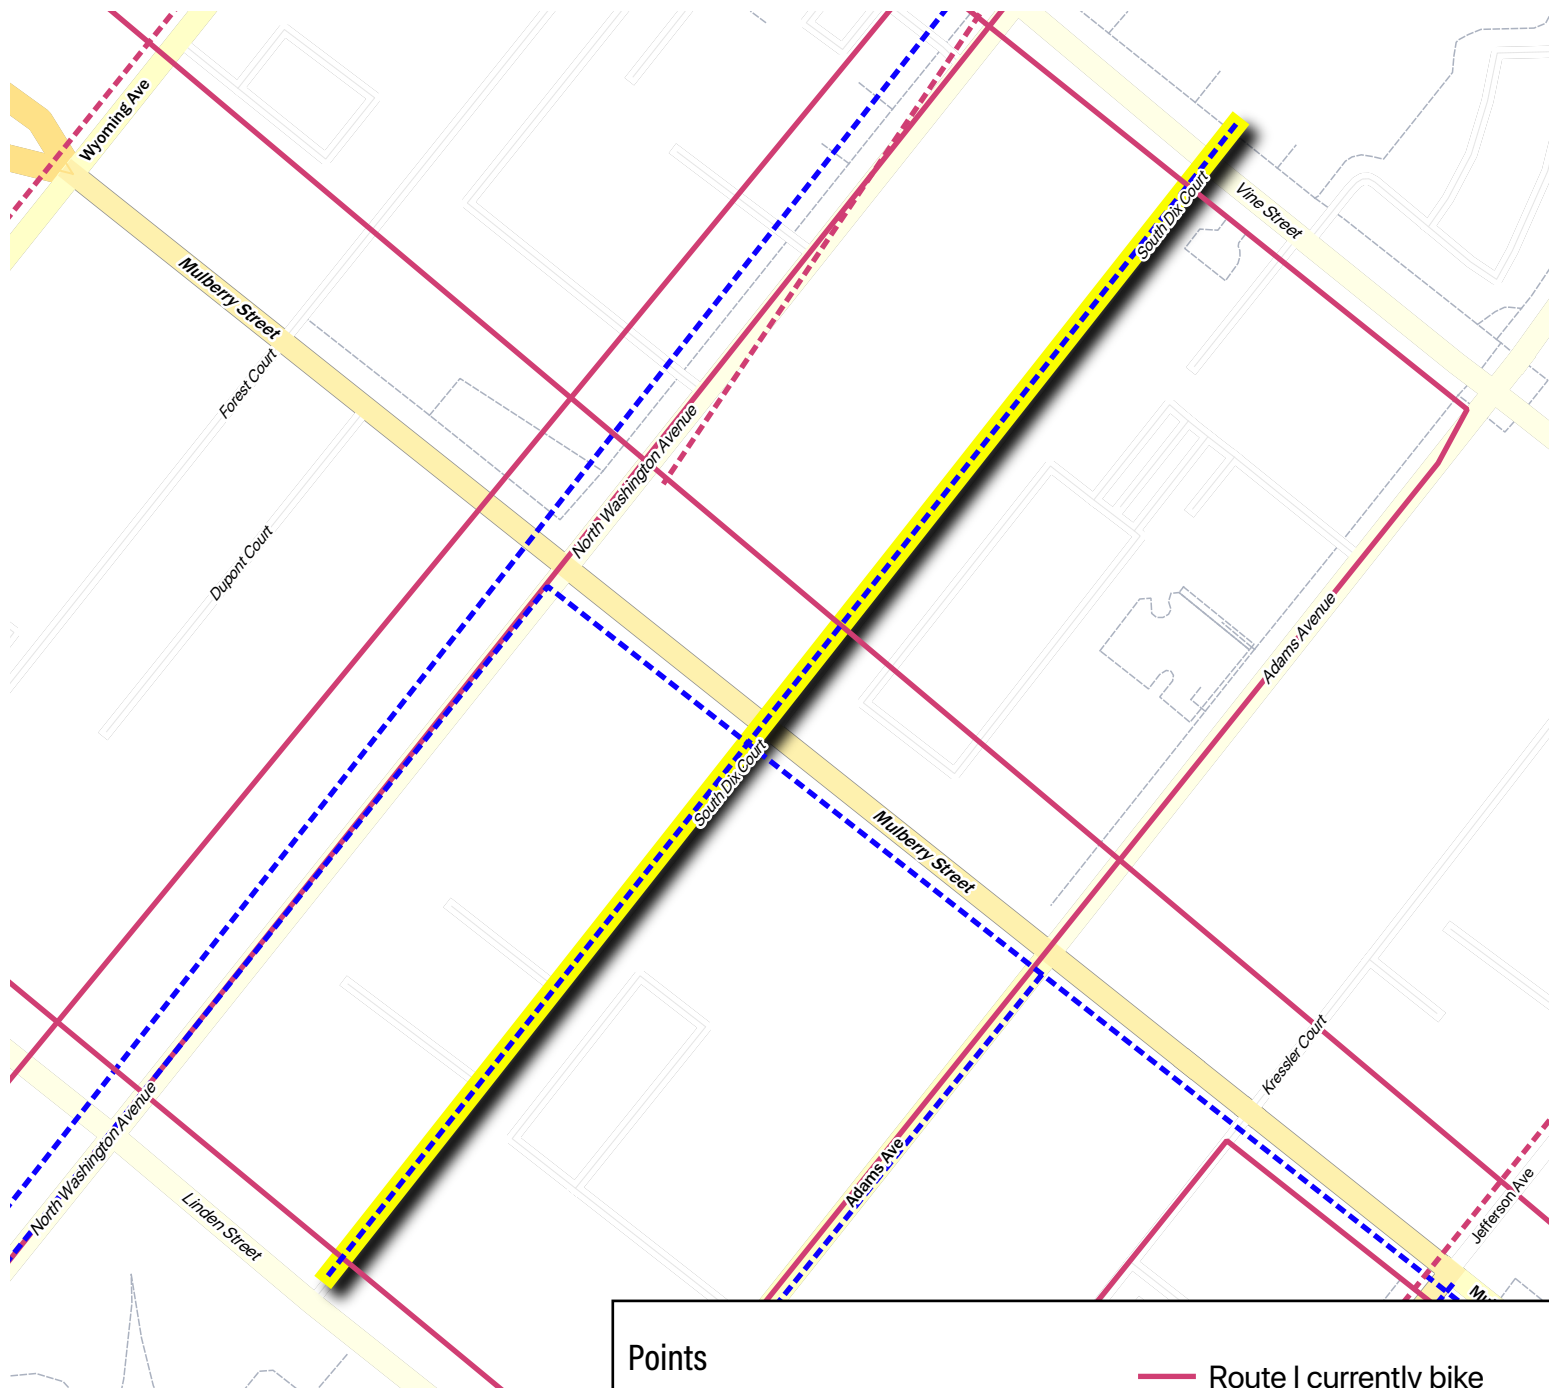 Wyoming Ave
South Dix Court
Vine Street
Mulberry Street
Forest Court
North Washington Avenue
Dupont Court
Adams Avenue
South Dix Court
Mulberry Street
Kressler Court
North Washington Avenue
Adams Ave
Jefferson Ave
Linden Street
Points
Route I currently bike